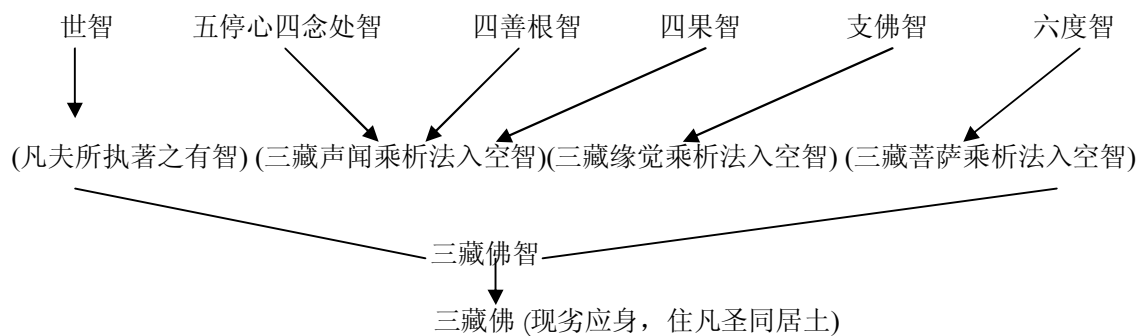 世智 五停心四念处智 四善根智 四果智 支佛智 六度智
(凡夫所执著之有智) (三藏声闻乘析法入空智)(三藏缘觉乘析法入空智) (三藏菩萨乘析法入空智)
三藏佛智
三藏佛 (现劣应身，住凡圣同居土)